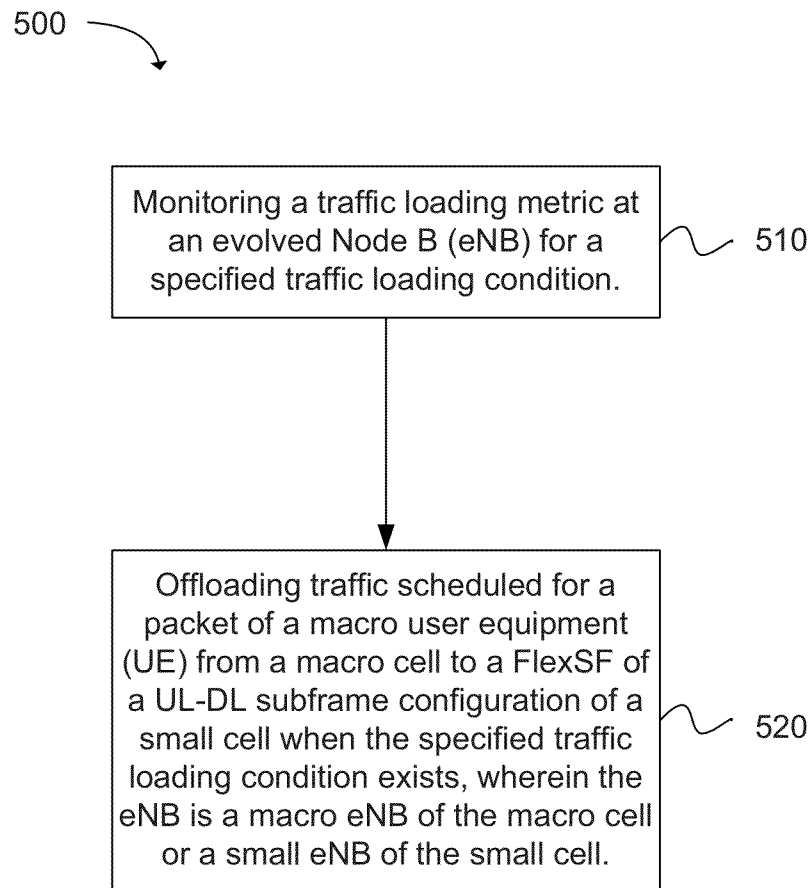 500
Monitoring a traffic loading metric at
an evolved Node B (eNB) for a
specified traffic loading condition.
510
Offloading traffic scheduled for a
packet of a macro user equipment
(UE) from a macro cell to a FlexSF of
a UL-DL subframe configuration of a
small cell when the specified traffic
loading condition exists, wherein the
eNB is a macro eNB of the macro cell
or a small eNB of the small cell.
520